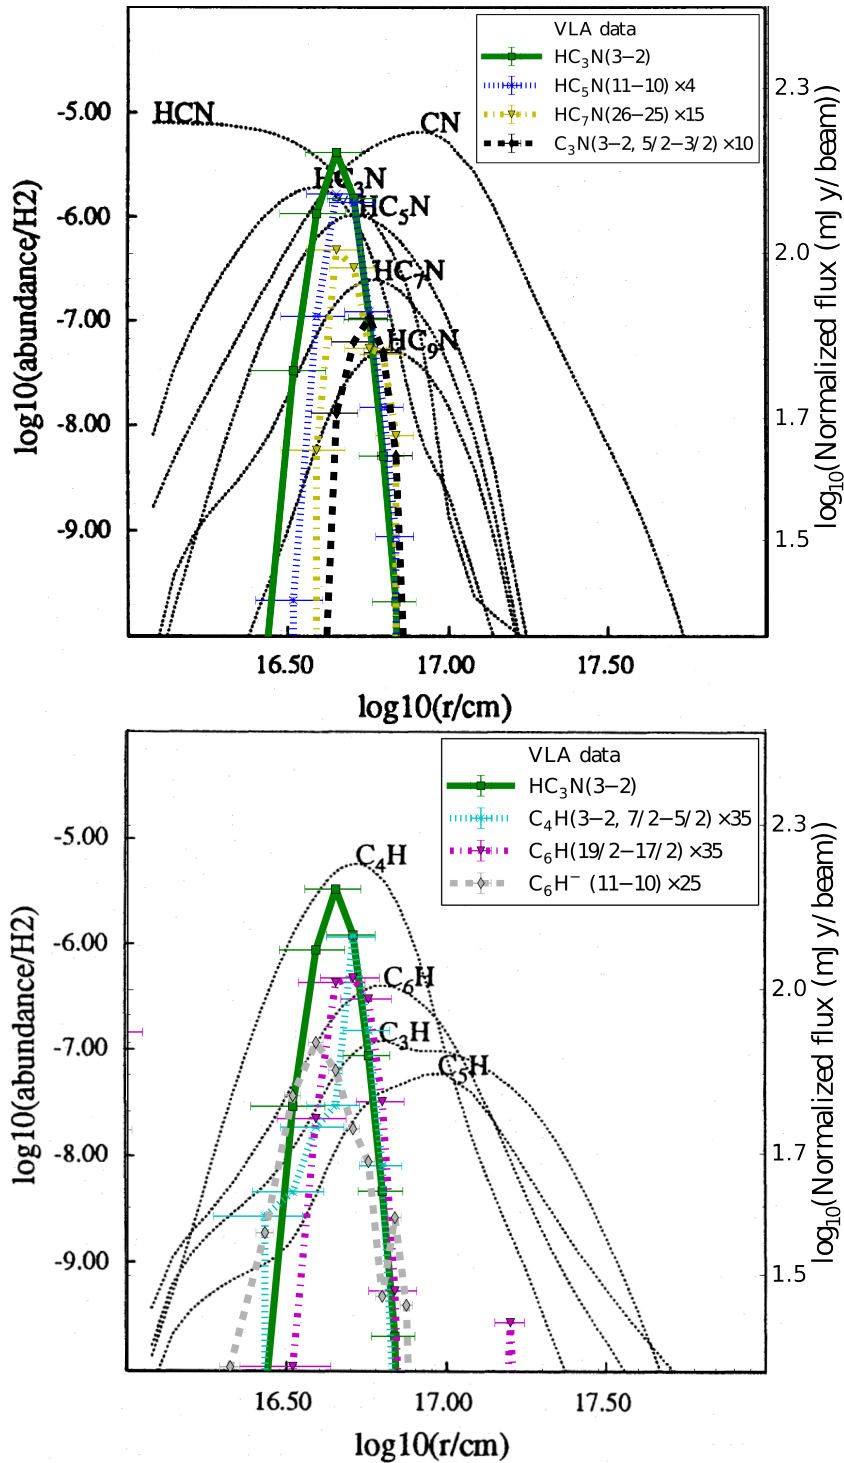 VLA data
HC₃N(3−2)
HC₅N(11−10) ×4
HC₇N(26−25) ×15
C₃N(3−2, 5/2−3/2) ×10
HCN
CN
HC₃N
HC₅N
HC₇N
HC₉N
-5.00
-6.00
-7.00
-8.00
-9.00
log10(abundance/H2)
2.3
2.0
1.7
1.5
log₁₀(Normalized flux (mJy/beam))
16.50
17.00
17.50
log10(r/cm)
VLA data
HC₃N(3−2)
C₄H(3−2, 7/2−5/2) ×35
C₆H(19/2−17/2) ×35
C₆H⁻ (11−10) ×25
C₄H
C₆H
C₃H
C₅H
-5.00
-6.00
-7.00
-8.00
-9.00
log10(abundance/H2)
2.3
2.0
1.7
1.5
log₁₀(Normalized flux (mJy/beam))
16.50
17.00
17.50
log10(r/cm)